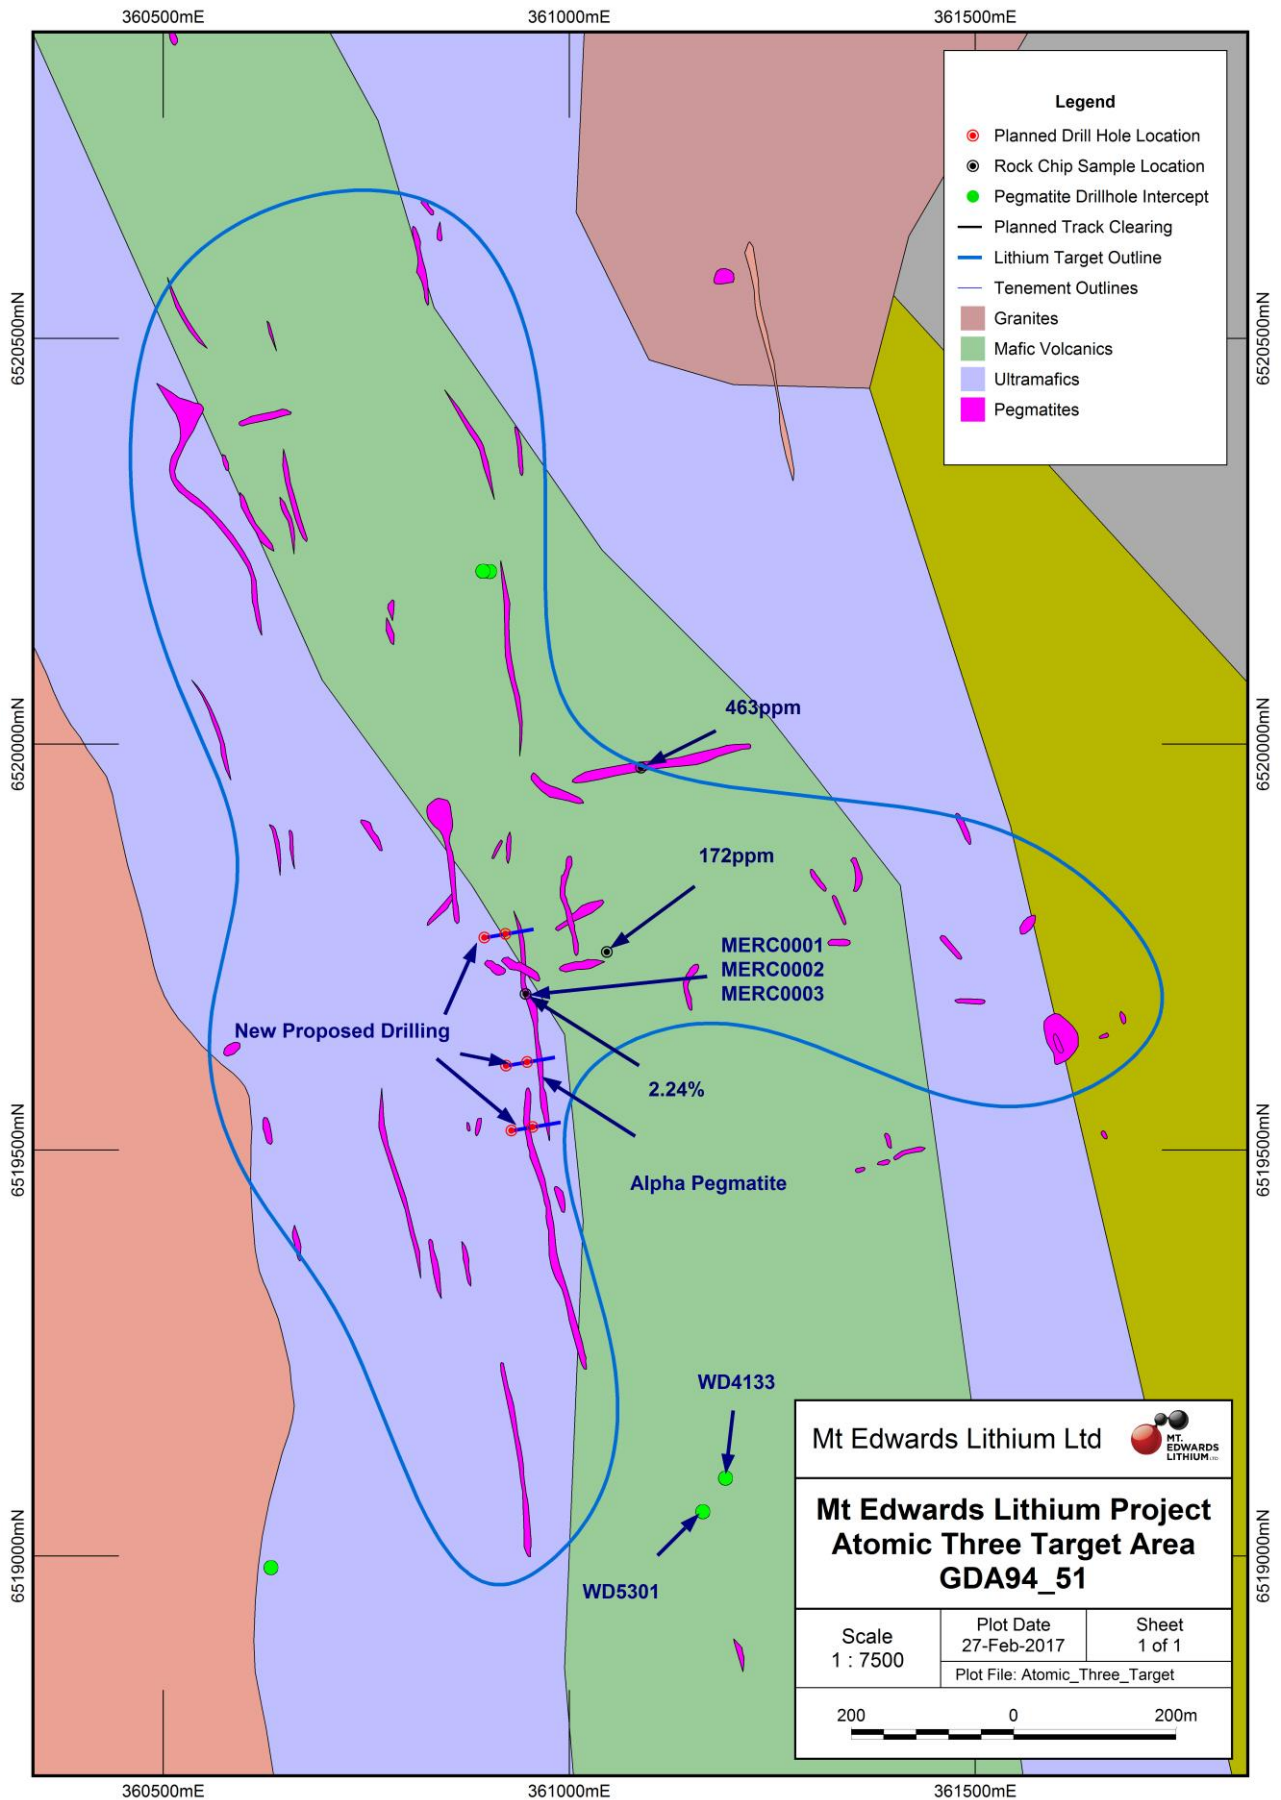 360500mE
361000mE
361500mE
Legend
Planned Drill Hole Location
Rock Chip Sample Location
Pegmatite Drillhole Intercept
Planned Track Clearing
Lithium Target Outline
Tenement Outlines
Granites
Mafic Volcanics
Ultramafics
Pegmatites
6520500mN
6520500mN
463ppm
6520000mN
6520000mN
172ppm
MERC0001
MERC0002
MERC0003
New Proposed Drilling
2.24%
6519500mN
6519500mN
Alpha Pegmatite
WD4133
WD5301
6519000mN
6519000mN
Mt Edwards Lithium Ltd
MT.
EDWARDS
LITHIUM LTD
Mt Edwards Lithium Project
Atomic Three Target Area
GDA94_51
Scale
1 : 7500
Plot Date
27-Feb-2017
Sheet
1 of 1
Plot File: Atomic_Three_Target
200
0
200m
360500mE
361000mE
361500mE